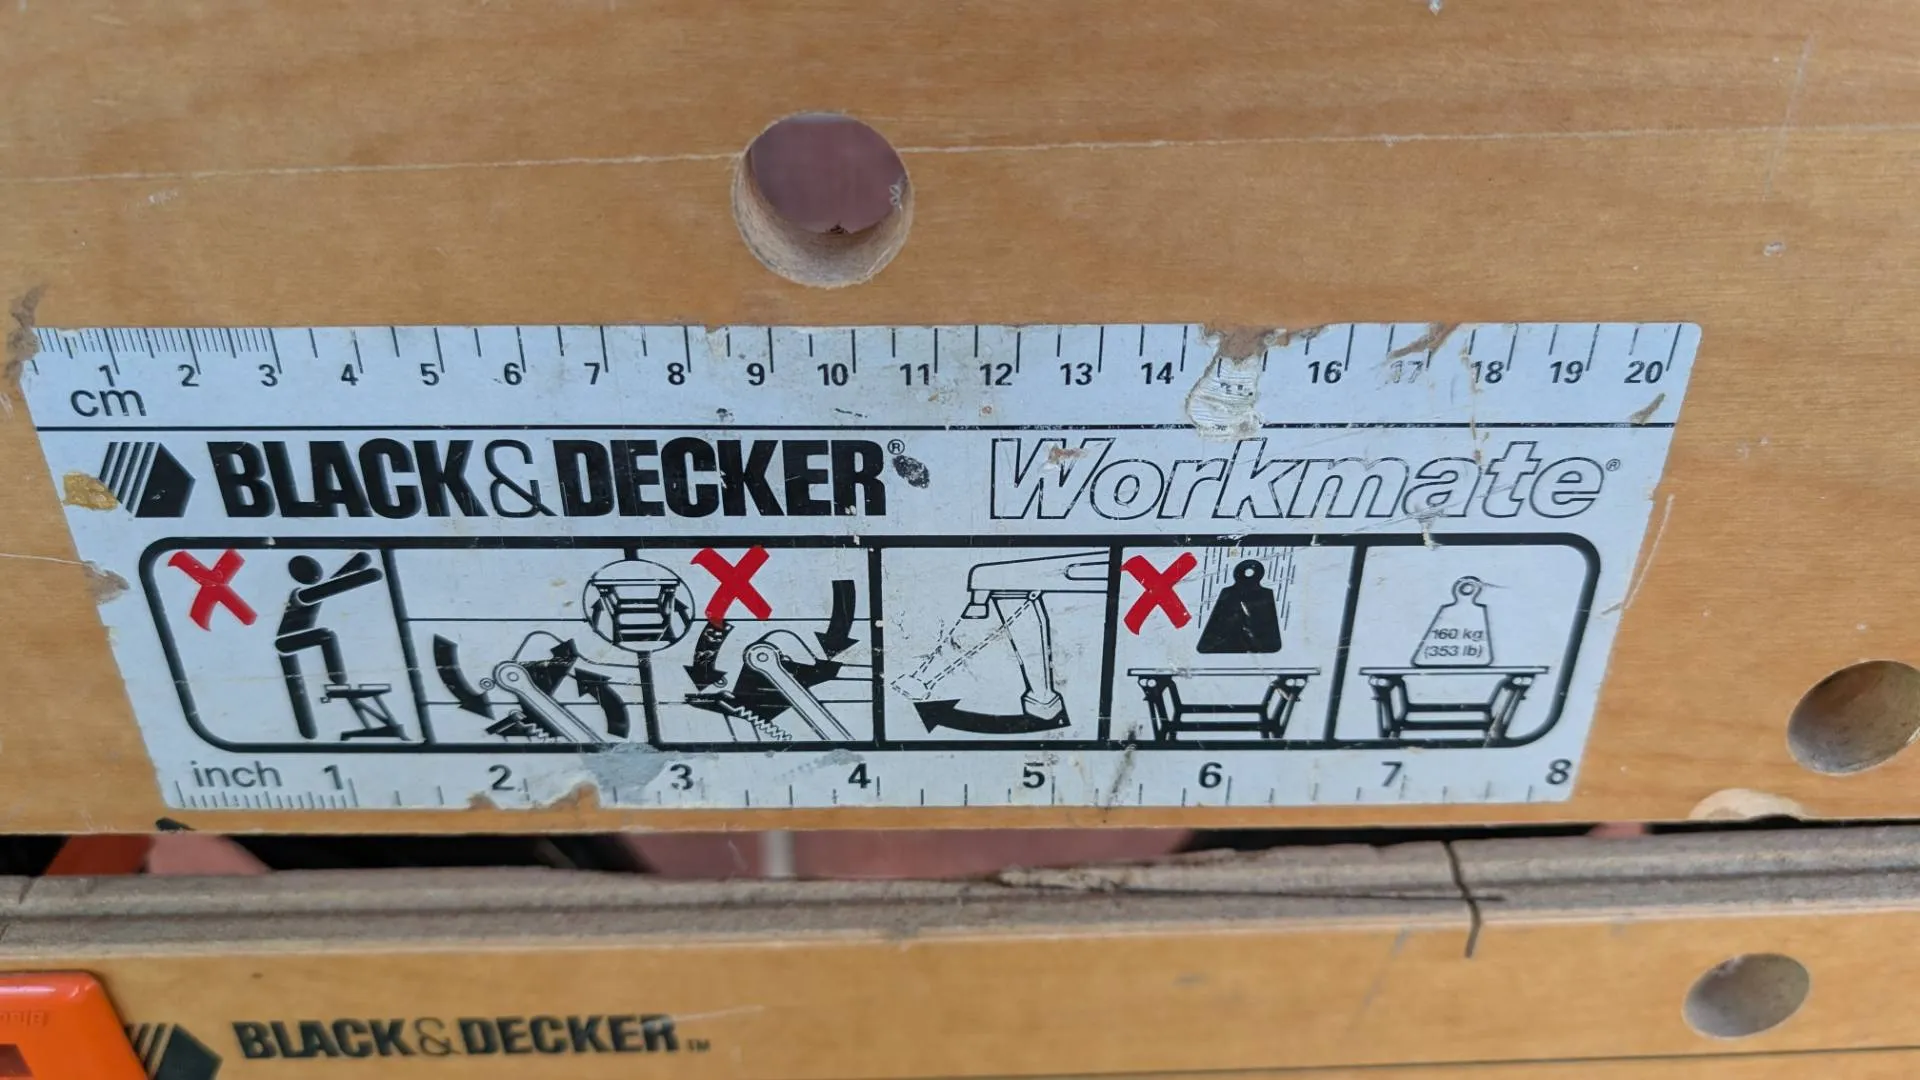 1 2 3 4 5 6 7 8 9 10 11 12 13 14 16 17 18 19 20
cm
BLACK&DECKER® Workmate®
160 kg
(353 lb)
inch 1 2 3 4 5 6 7 8
BLACK&DECKER™